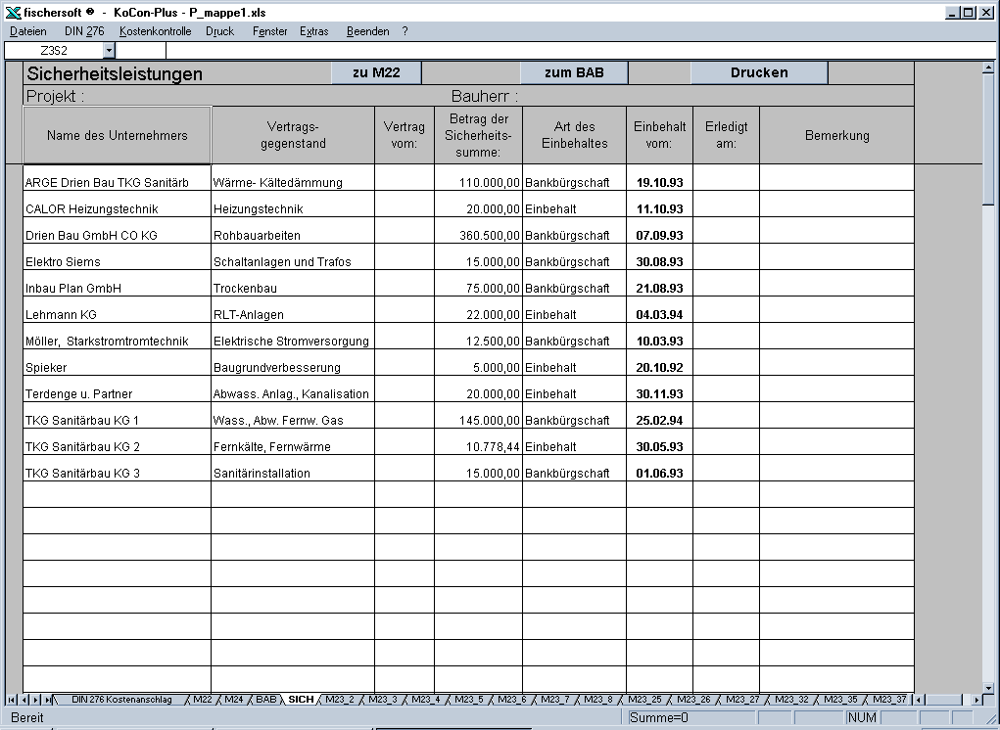 fischersoft ® - KoCon-Plus - P_mappe1.xls
Dateien DIN 276 Kostenkontrolle Druck Fenster Extras Beenden ?
Z3S2
Sicherheitsleistungen zu M22 zum BAB Drucken
Projekt : Bauherr :
Name des Unternehmers Vertrags- gegenstand Vertrag vom: Betrag der Sicherheits- summe: Art des Einbehaltes Einbehalt vom: Erledigt am: Bemerkung
ARGE Drien Bau TKG Sanitärb Wärme- Kältedämmung 110.000,00 Bankbürgschaft 19.10.93
CALOR Heizungstechnik Heizungstechnik 20.000,00 Einbehalt 11.10.93
Drien Bau GmbH CO KG Rohbauarbeiten 360.500,00 Bankbürgschaft 07.09.93
Elektro Siems Schaltanlagen und Trafos 15.000,00 Bankbürgschaft 30.08.93
Inbau Plan GmbH Trockenbau 75.000,00 Bankbürgschaft 21.08.93
Lehmann KG RLT-Anlagen 22.000,00 Einbehalt 04.03.94
Möller, Starkstromtromtechnik Elektrische Stromversorgung 12.500,00 Bankbürgschaft 10.03.93
Spieker Baugrundverbesserung 5.000,00 Einbehalt 20.10.92
Terdenge u. Partner Abwass. Anlag., Kanalisation 20.000,00 Einbehalt 30.11.93
TKG Sanitärbau KG 1 Wass., Abw. Fernw. Gas 145.000,00 Bankbürgschaft 25.02.94
TKG Sanitärbau KG 2 Fernkälte, Fernwärme 10.778,44 Einbehalt 30.05.93
TKG Sanitärbau KG 3 Sanitärinstallation 15.000,00 Bankbürgschaft 01.06.93
DIN 276 Kostenanschlag M22 M24 BAB SICH M23_2 M23_3 M23_4 M23_5 M23_6 M23_7 M23_8 M23_25 M23_26 M23_27 M23_32 M23_35 M23_37
Bereit Summe=0 NUM